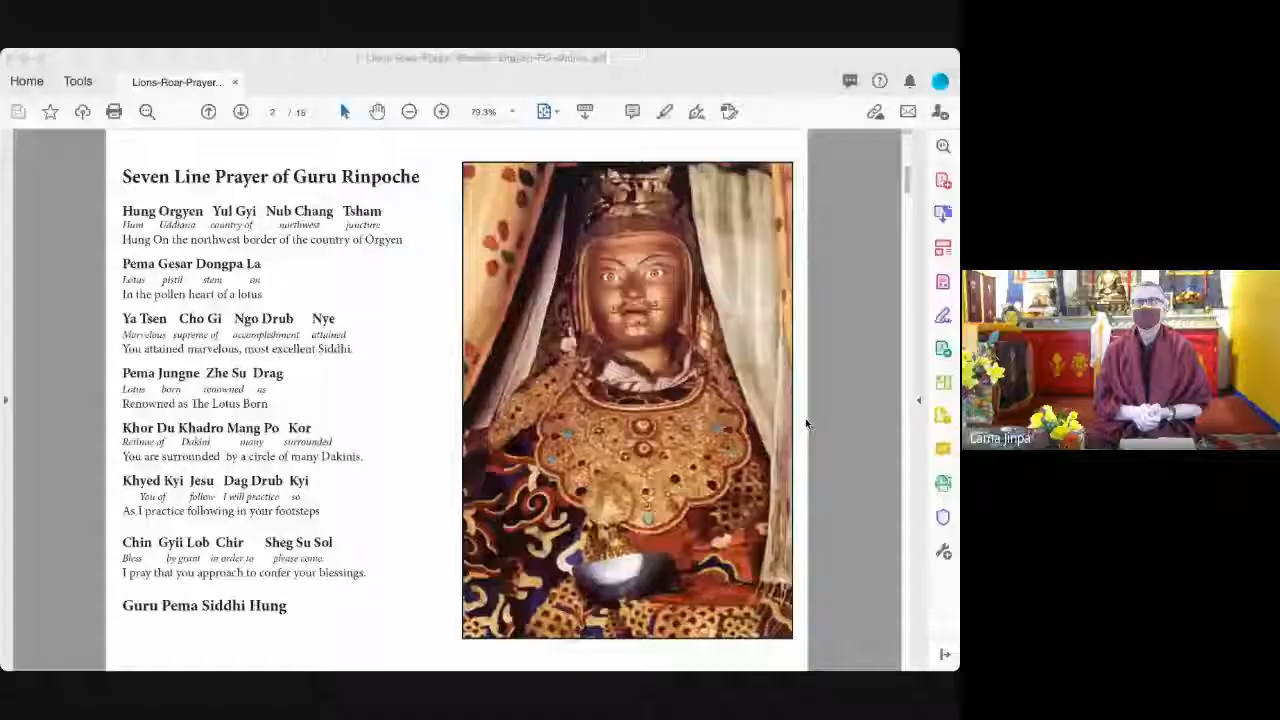 Home
Tools
Lions-Roar-Prayer...
2 / 15
79.3%
Seven Line Prayer of Guru Rinpoche
Hung Orgyen Yul Gyi Nub Chang Tsham
Hum Uddiana country of northwest juncture
Hung On the northwest border of the country of Orgyen
Pema Gesar Dongpa La
Lotus pistil stem on
In the pollen heart of a lotus
Ya Tsen Cho Gi Ngo Drub Nye
Marvelous supreme of accomplishment attained
You attained marvelous, most excellent Siddhi.
Pema Jungne Zhe Su Drag
Lotus born renowned as
Renowned as The Lotus Born
Khor Du Khadro Mang Po Kor
Retinue of Dakini many surrounded
You are surrounded by a circle of many Dakinis.
Khyed Kyi Jesu Dag Drub Kyi
You of follow I will practice so
As I practice following in your footsteps
Chin Gyii Lob Chir Sheg Su Sol
Bless by grant in order to please come.
I pray that you approach to confer your blessings.
Guru Pema Siddhi Hung
Lama Jinpa